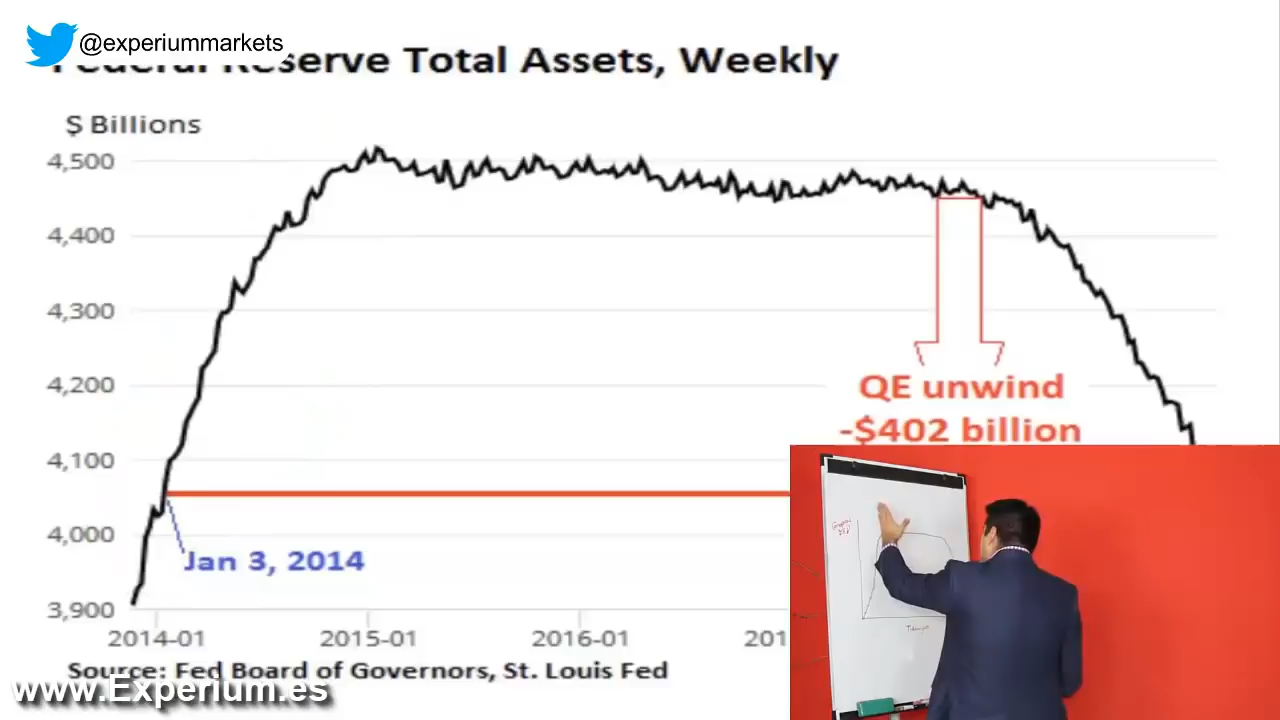 @experiummarkets
Federal Reserve Total Assets, Weekly
$ Billions
4,500
4,400
4,300
4,200
QE unwind
-$402 billion
4,100
4,000
Jan 3, 2014
3,900
2014-01 2015-01 2016-01 201
Source: Fed Board of Governors, St. Louis Fed
www.Experium.es